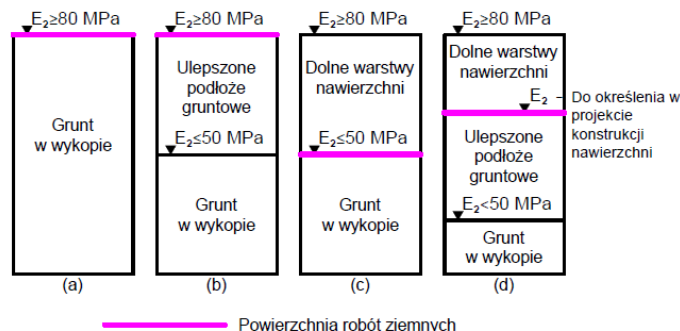 E₂≥80 MPa
Grunt
w wykopie
(a)
E₂≥80 MPa
Ulepszone
podłoże
gruntowe
E₂≤50 MPa
Grunt
w wykopie
(b)
E₂≥80 MPa
Dolne warstwy
nawierzchni
E₂≤50 MPa
Grunt
w wykopie
(c)
E₂≥80 MPa
Dolne warstwy
nawierzchni
E₂ – Do określenia w
projekcie
konstrukcji
nawierzchni
Ulepszone
podłoże
gruntowe
E₂<50 MPa
Grunt
w wykopie
(d)
Powierzchnia robót ziemnych